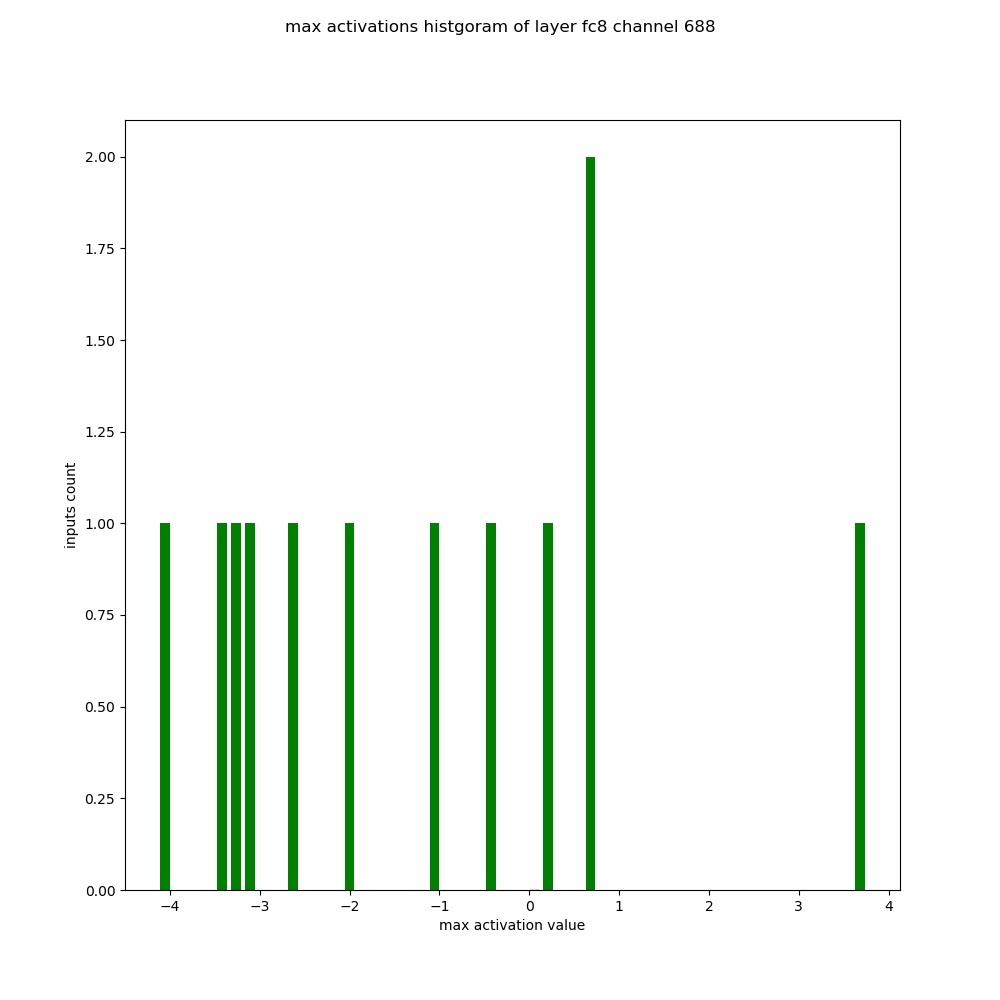 max activations histgoram of layer fc8 channel 688
2.00
1.75
1.50
1.25
1.00
0.75
0.50
0.25
0.00
inputs count
−4 −3 −2 −1 0 1 2 3 4
max activation value